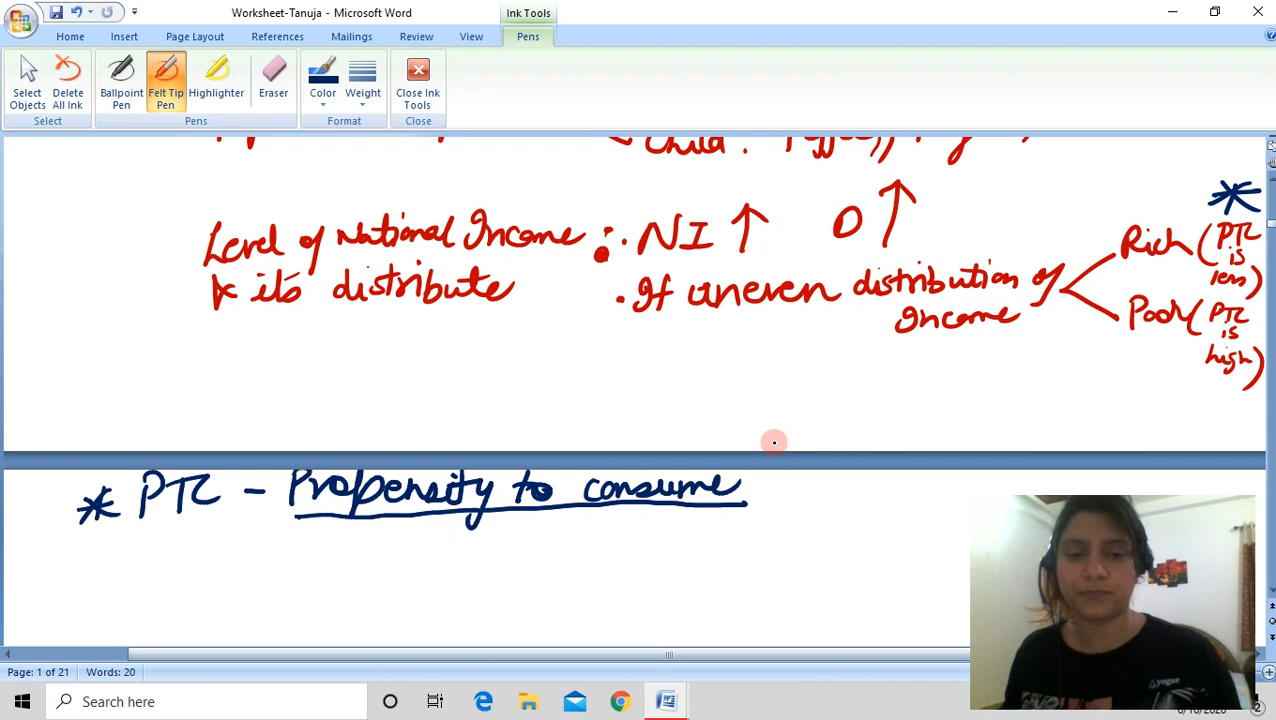 Worksheet-Tanuja - Microsoft Word
Ink Tools
Home Insert Page Layout References Mailings Review View Pens
Select Objects
Delete All Ink
Ballpoint Pen
Felt Tip Pen
Highlighter
Eraser
Color
Weight
Close Ink Tools
Select Pens Format Close
Child :
Level of National Income : . NI ↑ D ↑
& its distribute . If uneven distribution of Income
Rich (PTC is less)
Poor (PTC is high)
* PTC - Propensity to consume
vogue
Page: 1 of 21 Words: 20
Search here
2